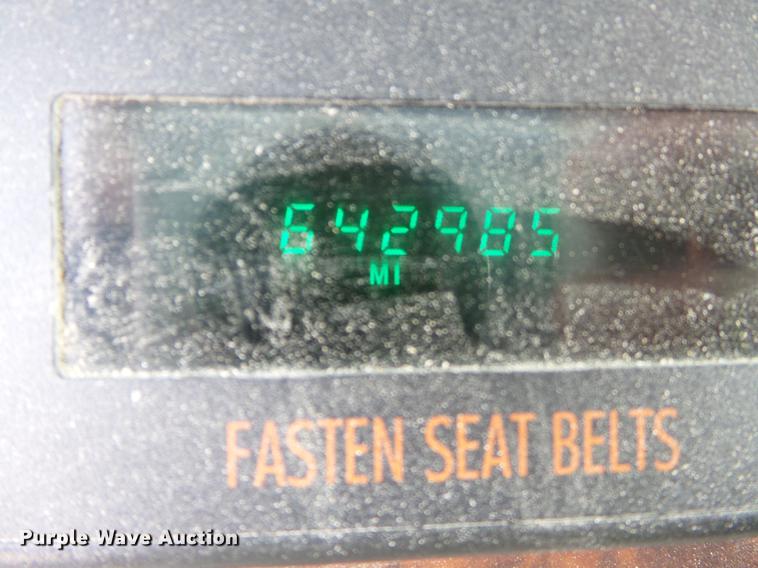 642985
MI
FASTEN SEAT BELTS
Purple Wave Auction